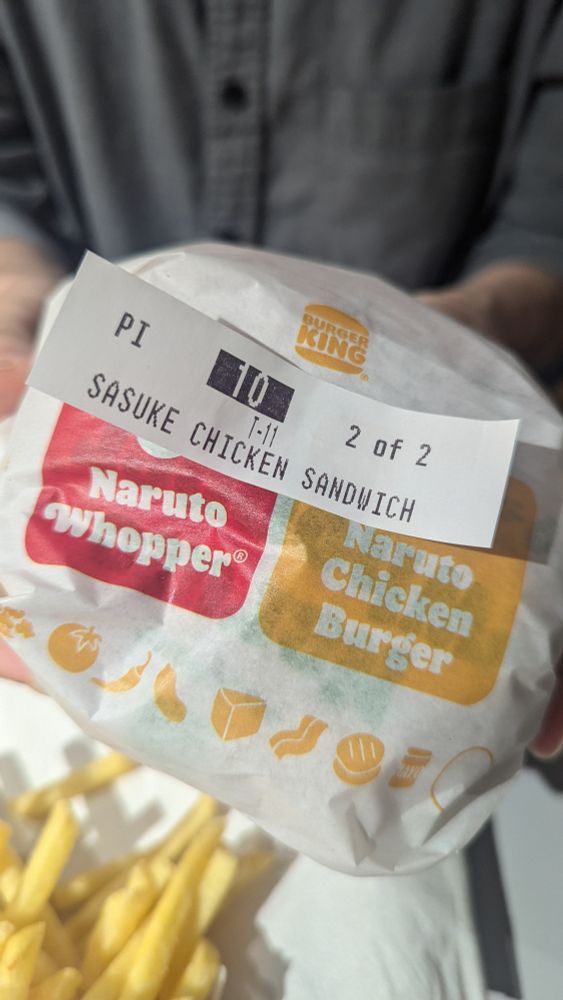 BURGER
KING®
PI
10
T-11
2 of 2
SASUKE CHICKEN SANDWICH
Naruto
Whopper®
Naruto
Chicken
Burger